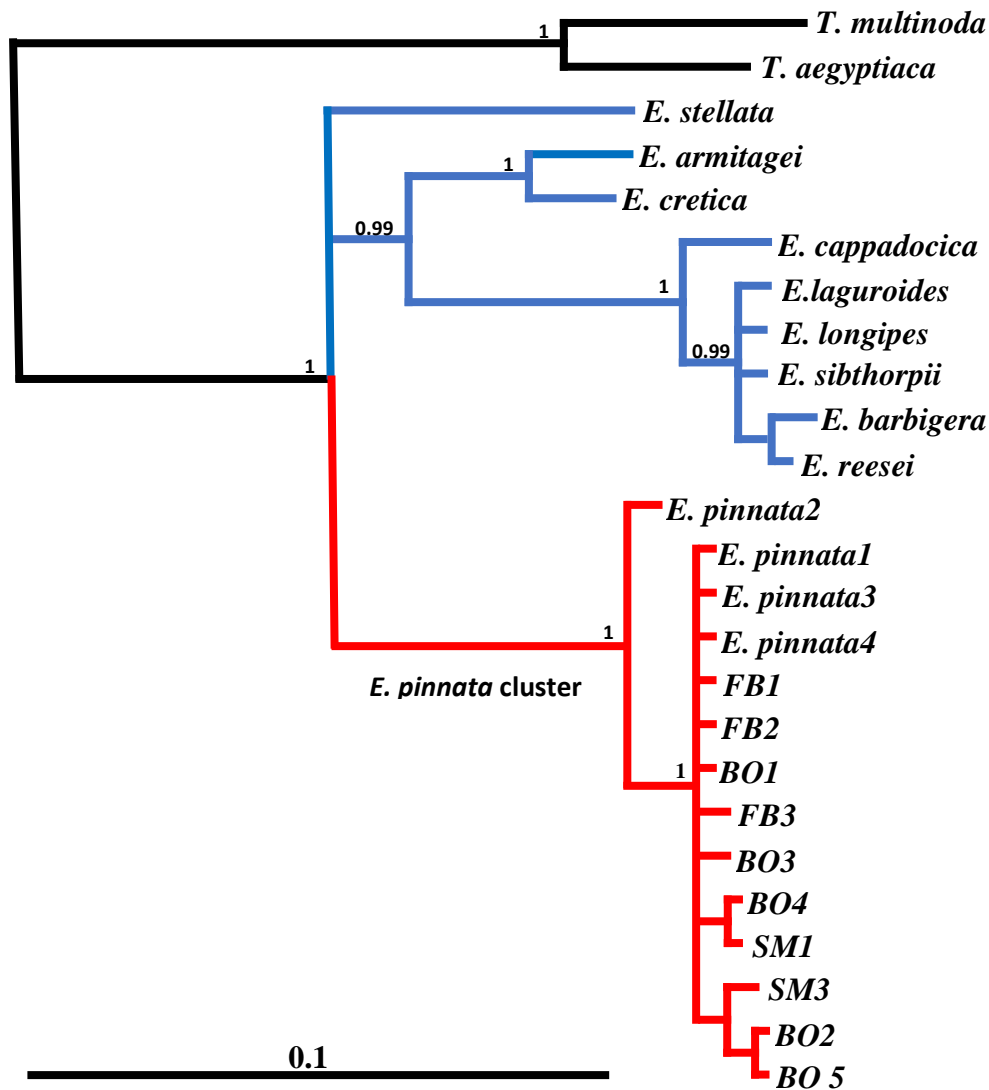 1
T. multinoda
T. aegyptiaca
E. stellata
1
E. armitagei
E. cretica
0.99
E. cappadocica
1
E.laguroides
E. longipes
0.99
E. sibthorpii
1
E. barbigera
E. reesei
E. pinnata2
E. pinnata1
E. pinnata3
1
E. pinnata4
E. pinnata cluster
FB1
FB2
1
BO1
FB3
BO3
BO4
SM1
SM3
BO2
0.1
BO 5